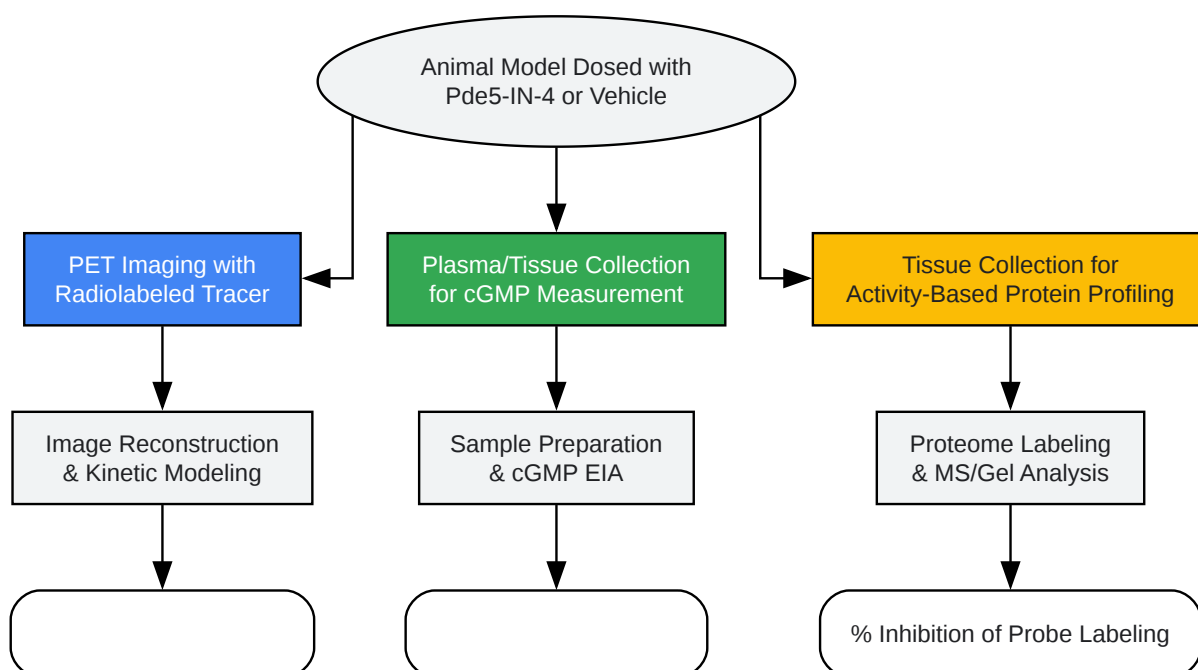 Animal Model Dosed with
Pde5-IN-4 or Vehicle
PET Imaging with
Radiolabeled Tracer
Plasma/Tissue Collection
for cGMP Measurement
Tissue Collection for
Activity-Based Protein Profiling
Image Reconstruction
& Kinetic Modeling
Sample Preparation
& cGMP EIA
Proteome Labeling
& MS/Gel Analysis
% Inhibition of Probe Labeling